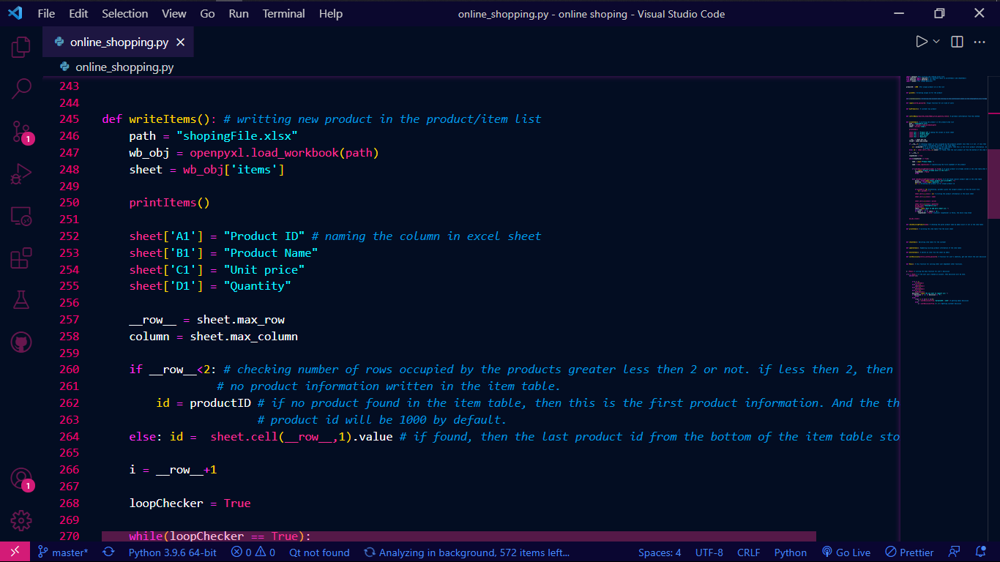 File Edit Selection View Go Run Terminal Help online_shopping.py - online shoping - Visual Studio Code
online_shopping.py
online_shopping.py
243
244
245 def writeItems(): # writting new product in the product/item list
246 path = "shopingFile.xlsx"
247 wb_obj = openpyxl.load_workbook(path)
248 sheet = wb_obj['items']
249
250 printItems()
251
252 sheet['A1'] = "Product ID" # naming the column in excel sheet
253 sheet['B1'] = "Product Name"
254 sheet['C1'] = "Unit price"
255 sheet['D1'] = "Quantity"
256
257 __row__ = sheet.max_row
258 column = sheet.max_column
259
260 if __row__<2: # checking number of rows occupied by the products greater less then 2 or not. if less then 2, then
261 # no product information written in the item table.
262 id = productID # if no product found in the item table, then this is the first product information. And the th
263 # product id will be 1000 by default.
264 else: id = sheet.cell(__row__,1).value # if found, then the last product id from the bottom of the item table sto
265
266 i = __row__+1
267
268 loopChecker = True
269
270 while(loopChecker == True):
1
1
master* Python 3.9.6 64-bit 0 0 Qt not found Analyzing in background, 572 items left... Spaces: 4 UTF-8 CRLF Python Go Live Prettier